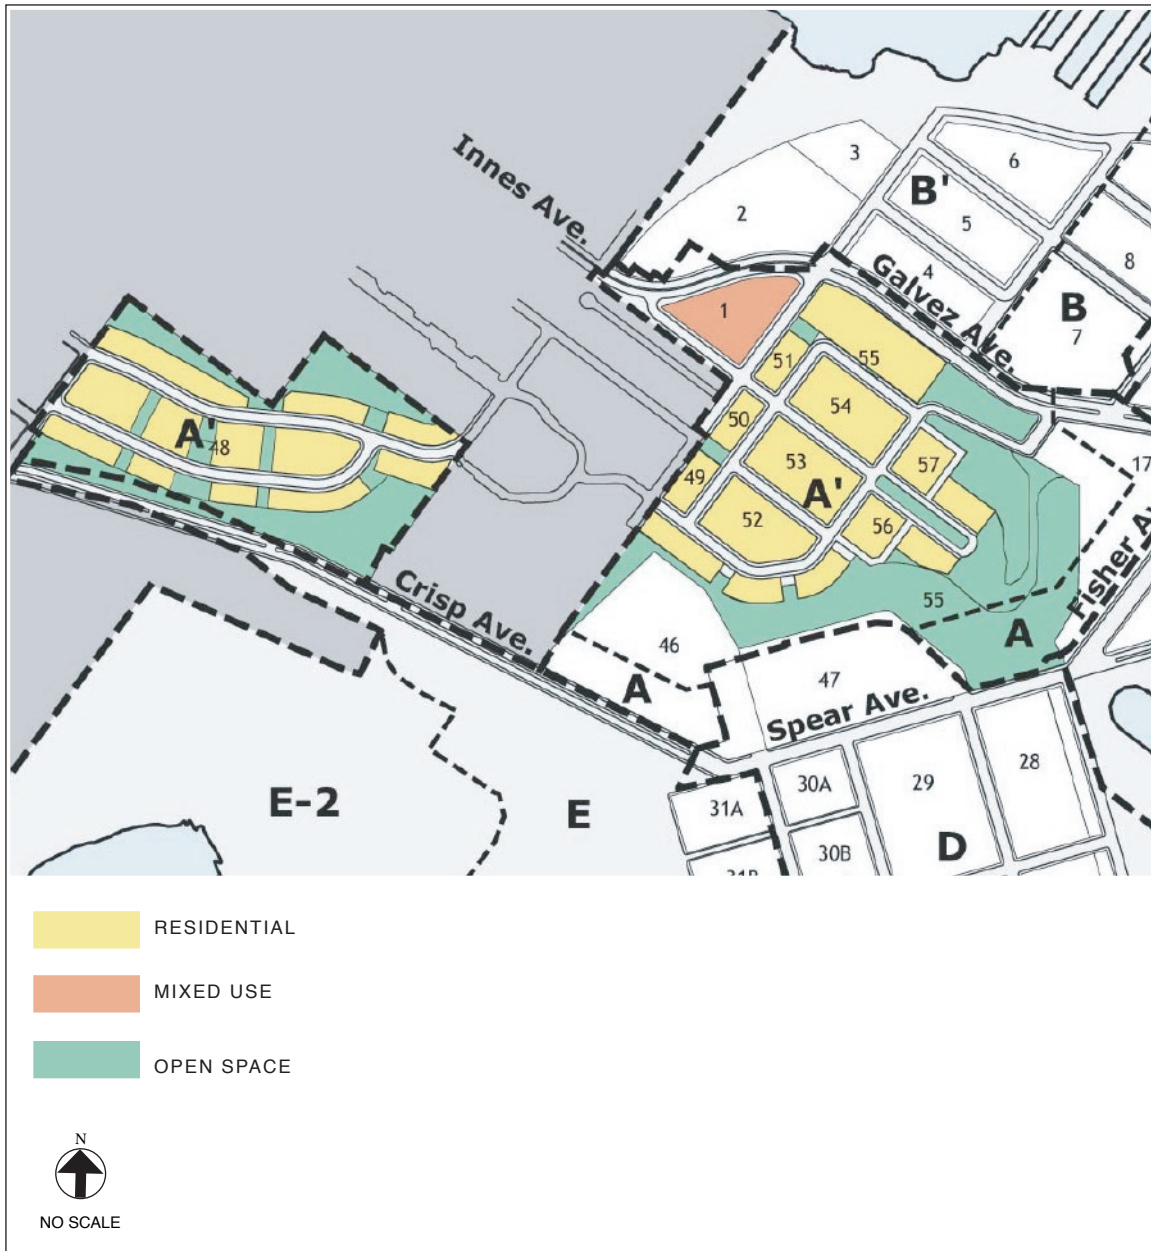 Innes Ave.
3
6
B'
2
5
4
8
Galvez Ave.
B
1
7
51
55
54
50
A'
48
53
57
17
49
A'
52
56
55
Fisher
Crisp Ave.
46
A
A
47
Spear Ave.
E-2
E
31A
30A
29
28
30B
D
RESIDENTIAL
MIXED USE
OPEN SPACE
N
NO SCALE